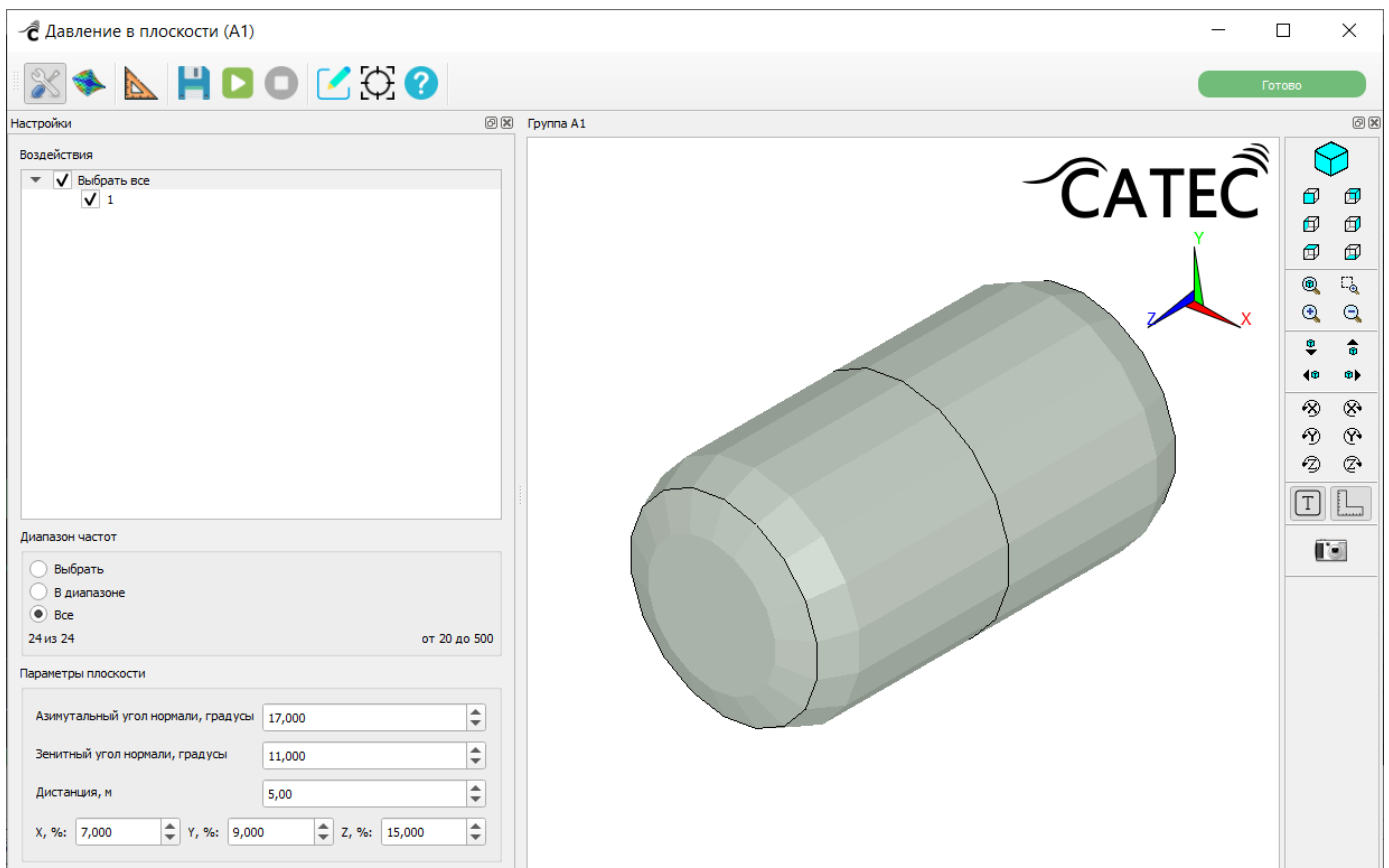 Давление в плоскости (А1)
Готово
Настройки
Группа А1
Воздействия
Выбрать все
1
CATEC
Y
Z
X
Диапазон частот
Выбрать
В диапазоне
Все
24 из 24 от 20 до 500
Параметры плоскости
Азимутальный угол нормали, градусы 17,000
Зенитный угол нормали, градусы 11,000
Дистанция, м 5,00
X, %: 7,000 Y, %: 9,000 Z, %: 15,000
X X
Y Y
Z Z
T